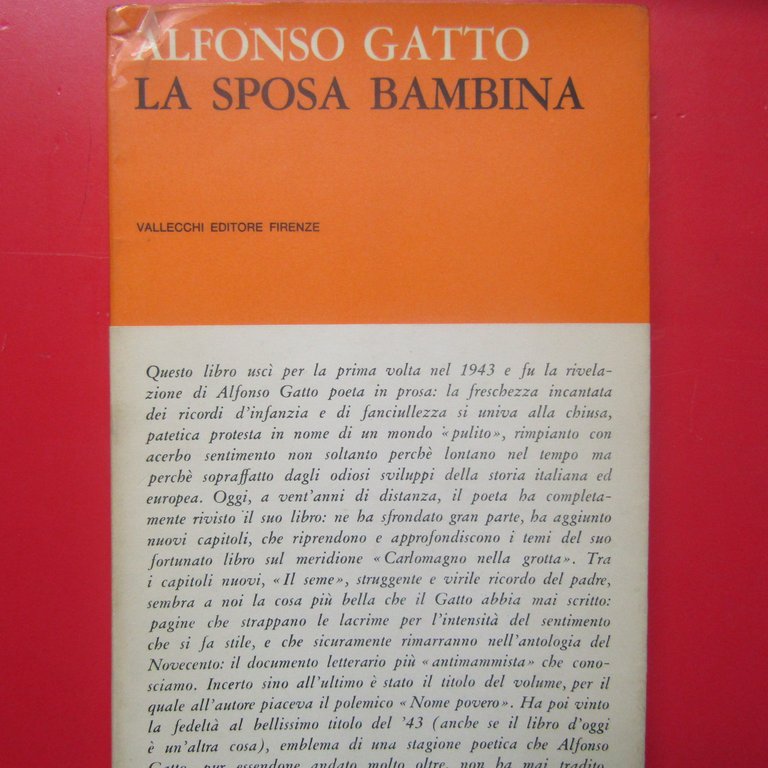 ALFONSO GATTO
LA SPOSA BAMBINA
VALLECCHI EDITORE FIRENZE
Questo libro uscì per la prima volta nel 1943 e fu la rivela-
zione di Alfonso Gatto poeta in prosa: la freschezza incantata
dei ricordi d'infanzia e di fanciullezza si univa alla chiusa,
patetica protesta in nome di un mondo «pulito», rimpianto con
acerbo sentimento non soltanto perchè lontano nel tempo ma
perchè sopraffatto dagli odiosi sviluppi della storia italiana ed
europea. Oggi, a vent'anni di distanza, il poeta ha completa-
mente rivisto il suo libro: ne ha sfrondato gran parte, ha aggiunto
nuovi capitoli, che riprendono e approfondiscono i temi del suo
fortunato libro sul meridione «Carlomagno nella grotta». Tra
i capitoli nuovi, «Il seme», struggente e virile ricordo del padre,
sembra a noi la cosa più bella che il Gatto abbia mai scritto:
pagine che strappano le lacrime per l'intensità del sentimento
che si fa stile, e che sicuramente rimarranno nell'antologia del
Novecento: il documento letterario più «antimammista» che cono-
sciamo. Incerto sino all'ultimo è stato il titolo del volume, per il
quale all'autore piaceva il polemico «Nome povero». Ha poi vinto
la fedeltà al bellissimo titolo del '43 (anche se il libro d'oggi
è un'altra cosa), emblema di una stagione poetica che Alfonso
Gatto, pur essendone andato molto oltre, non ha mai tradito.